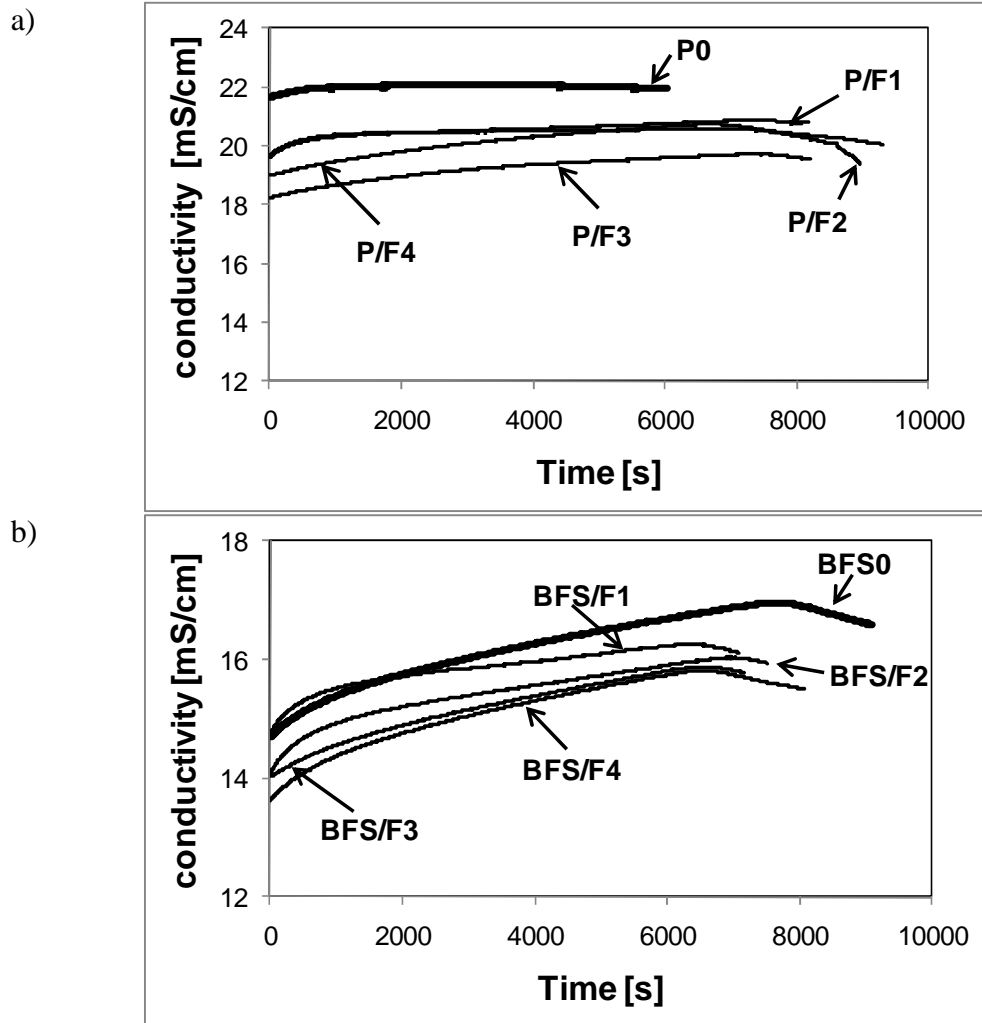 a)
24
22
20
18
16
14
12
conductivity [mS/cm]
P0
P/F1
P/F2
P/F3
P/F4
0 2000 4000 6000 8000 10000
Time [s]
b)
18
16
14
12
conductivity [mS/cm]
BFS0
BFS/F1
BFS/F2
BFS/F4
BFS/F3
0 2000 4000 6000 8000 10000
Time [s]